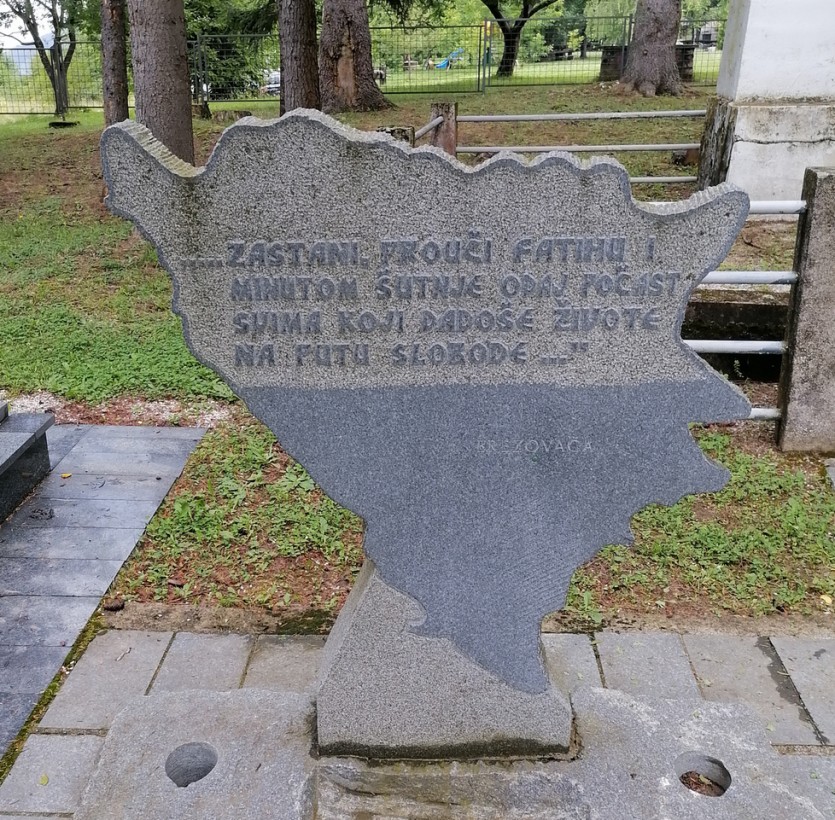 .....ZASTANI, PROUČI FATIHU I
MINUTOM ŠUTNJE ODAJ POČAST
SVIMA KOJI DADOŠE ŽIVOTE
NA PUTU SLOBODE ..."
BREZOVAČA